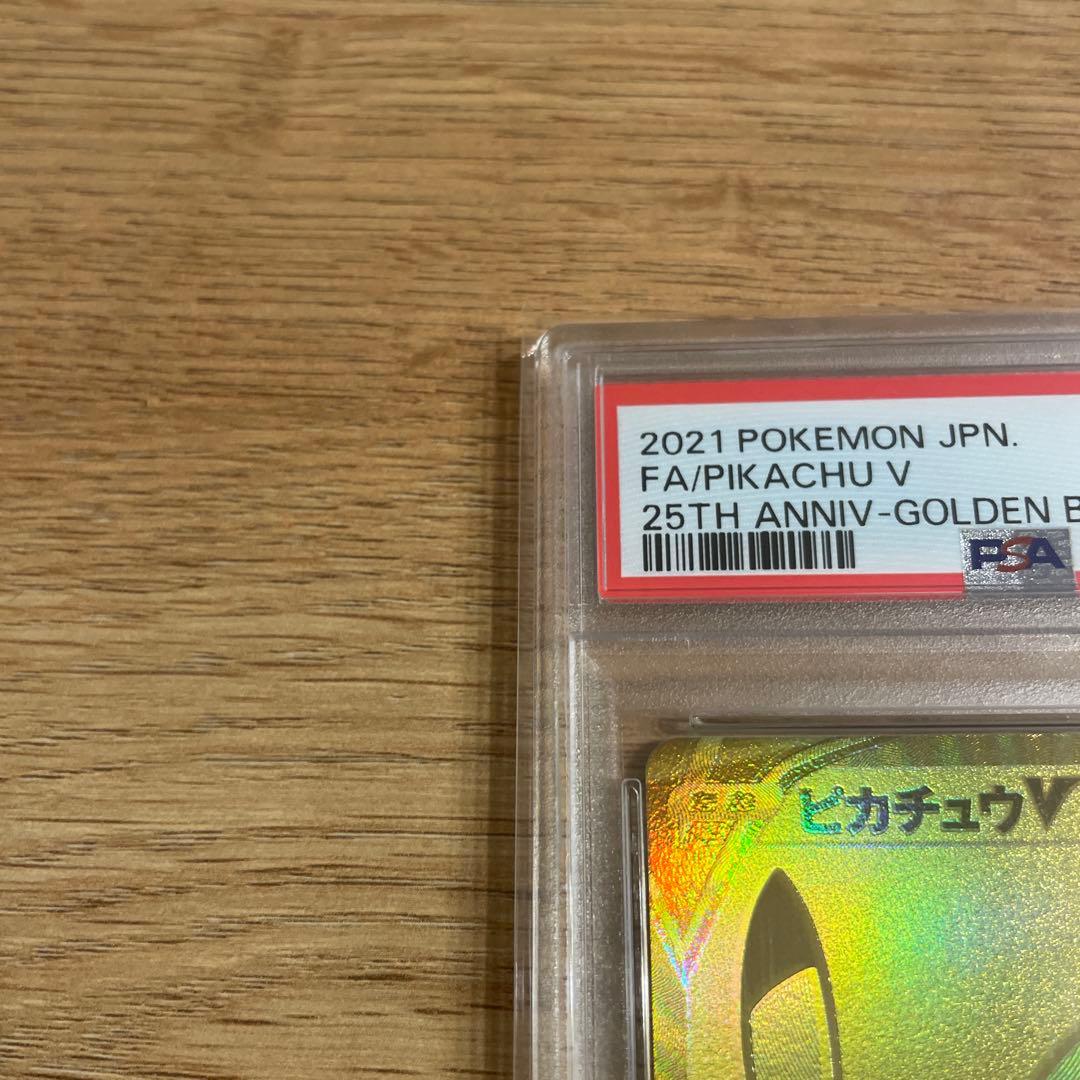 2021 POKEMON JPN.
FA/PIKACHU V
25TH ANNIV-GOLDEN B
PSA
ピカチュウV